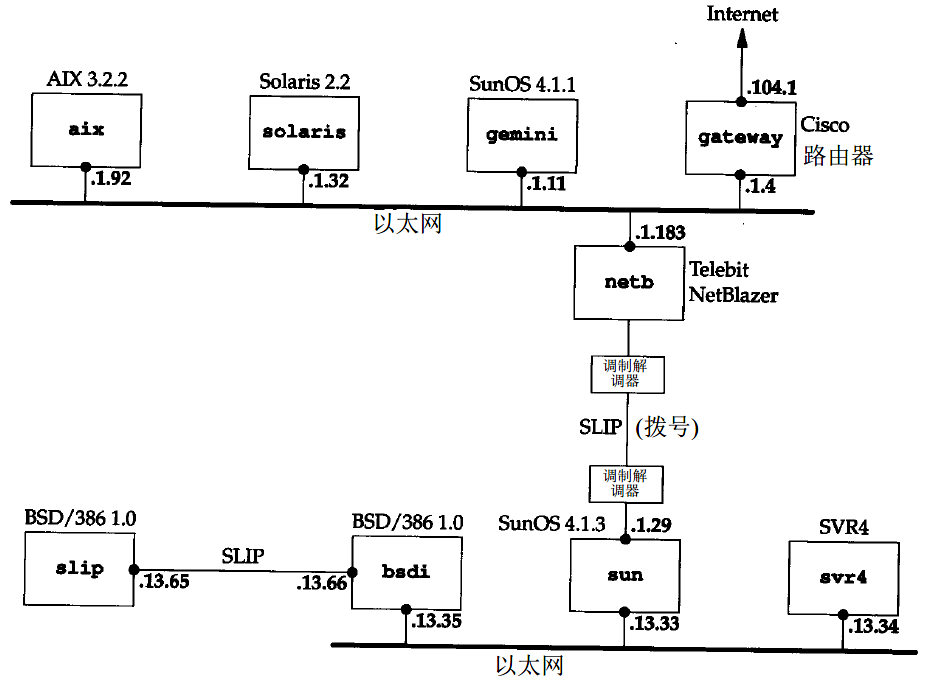 Internet
AIX 3.2.2
Solaris 2.2
SunOS 4.1.1
.104.1
aix
solaris
gemini
gateway
Cisco
路由器
.1.92
.1.32
.1.11
.1.4
以太网
.1.183
netb
Telebit
NetBlazer
调制解
调器
SLIP (拨号)
调制解
调器
BSD/386 1.0
BSD/386 1.0
SunOS 4.1.3
.1.29
SVR4
slip
SLIP
bsdi
sun
svr4
.13.65
.13.66
.13.35
.13.33
.13.34
以太网